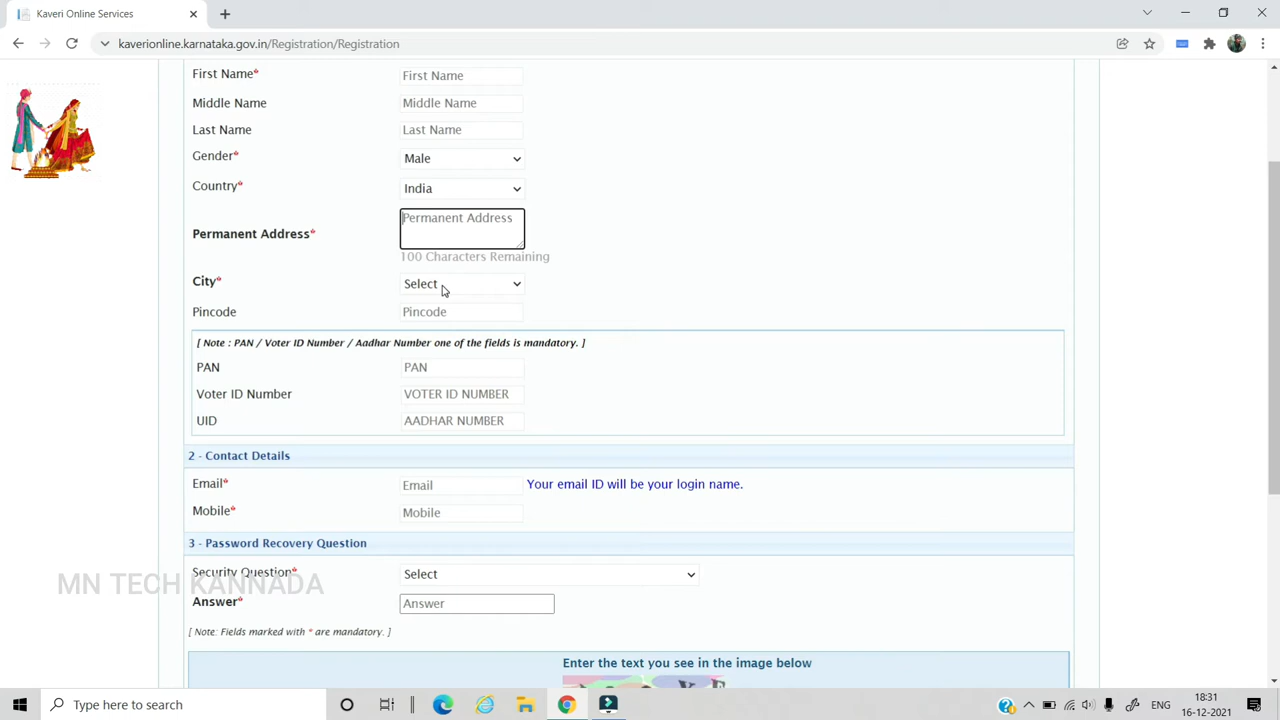 Kaveri Online Services
kaverionline.karnataka.gov.in/Registration/Registration
First Name* First Name
Middle Name Middle Name
Last Name Last Name
Gender* Male
Country* India
Permanent Address* Permanent Address
100 Characters Remaining
City* Select
Pincode Pincode
[ Note : PAN / Voter ID Number / Aadhar Number one of the fields is mandatory. ]
PAN PAN
Voter ID Number VOTER ID NUMBER
UID AADHAR NUMBER
2 - Contact Details
Email* Email Your email ID will be your login name.
Mobile* Mobile
3 - Password Recovery Question
Security Question* Select
MN TECH KANNADA
Answer* Answer
[ Note: Fields marked with * are mandatory. ]
Enter the text you see in the image below
Type here to search
18:31
16-12-2021